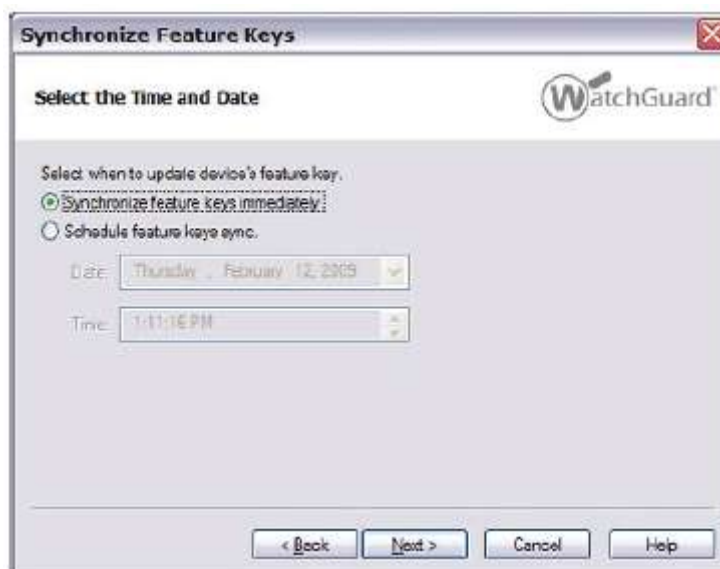 Synchronize Feature Keys
Select the Time and Date
WatchGuard
Select when to update device's feature key.
Synchronize feature keys immediately
Schedule feature keys sync.
Date: Thursday , February 12, 2009
Time: 1:11:16 PM
< Back Next > Cancel Help